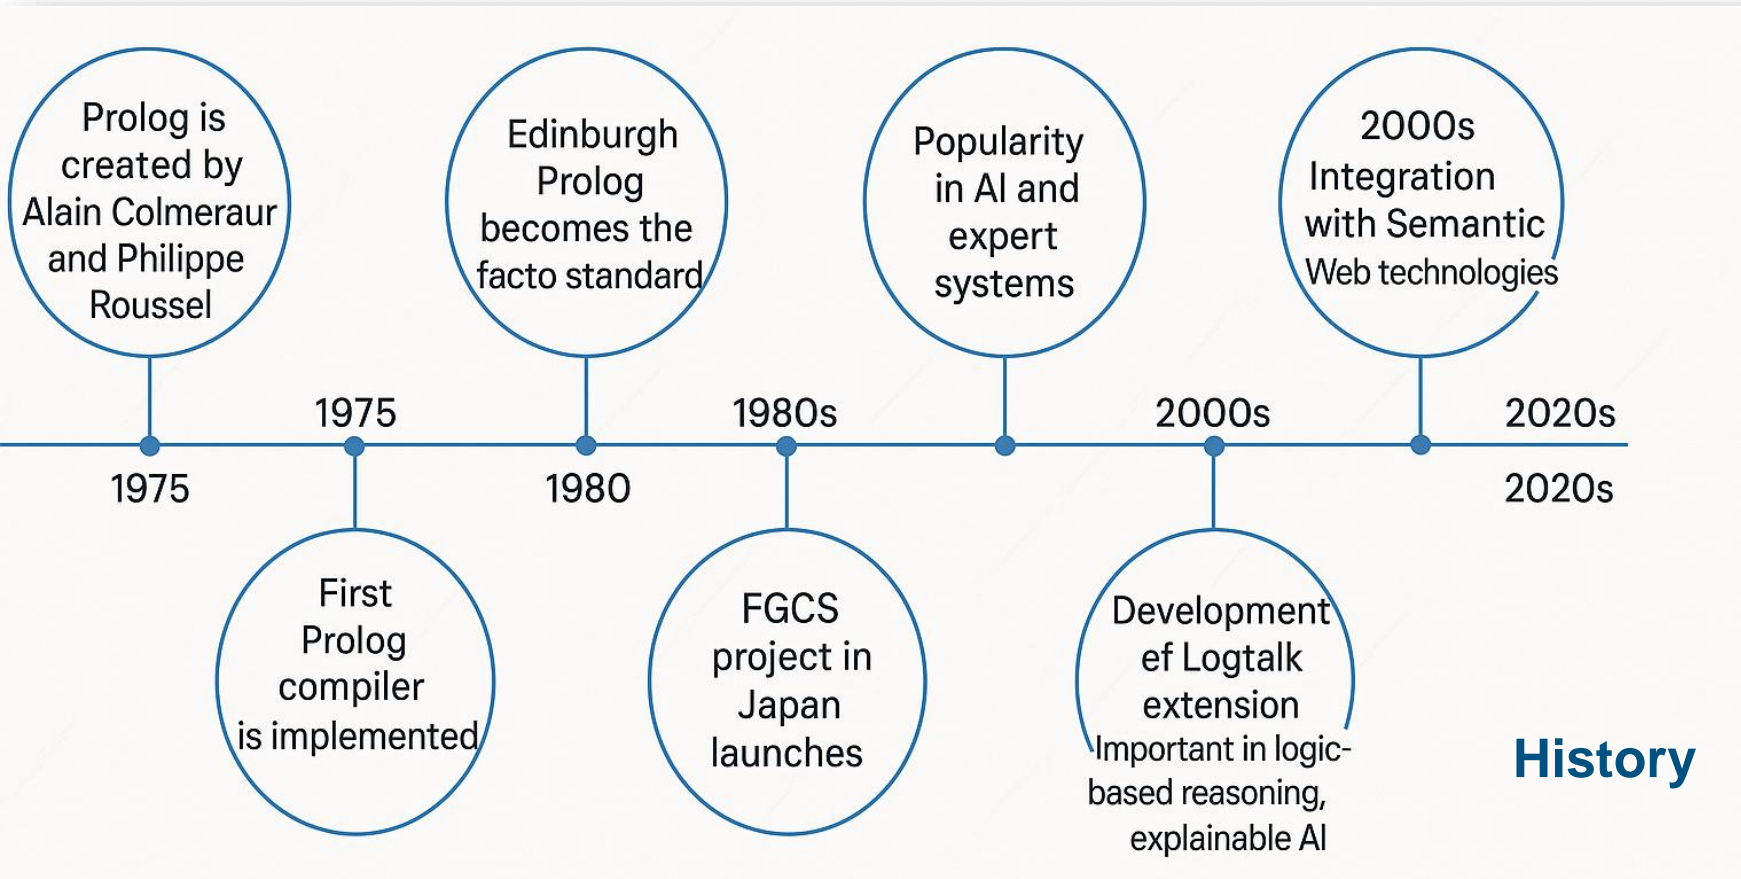 Prolog is
created by
Alain Colmeraur
and Philippe
Roussel
Edinburgh
Prolog
becomes the
facto standard
Popularity
in AI and
expert
systems
2000s
Integration
with Semantic
Web technologies
1975
1980s
2000s
2020s
1975
1980
2020s
First
Prolog
compiler
is implemented
FGCS
project in
Japan
launches
Development
ef Logtalk
extension
Important in logic-
based reasoning,
explainable AI
History